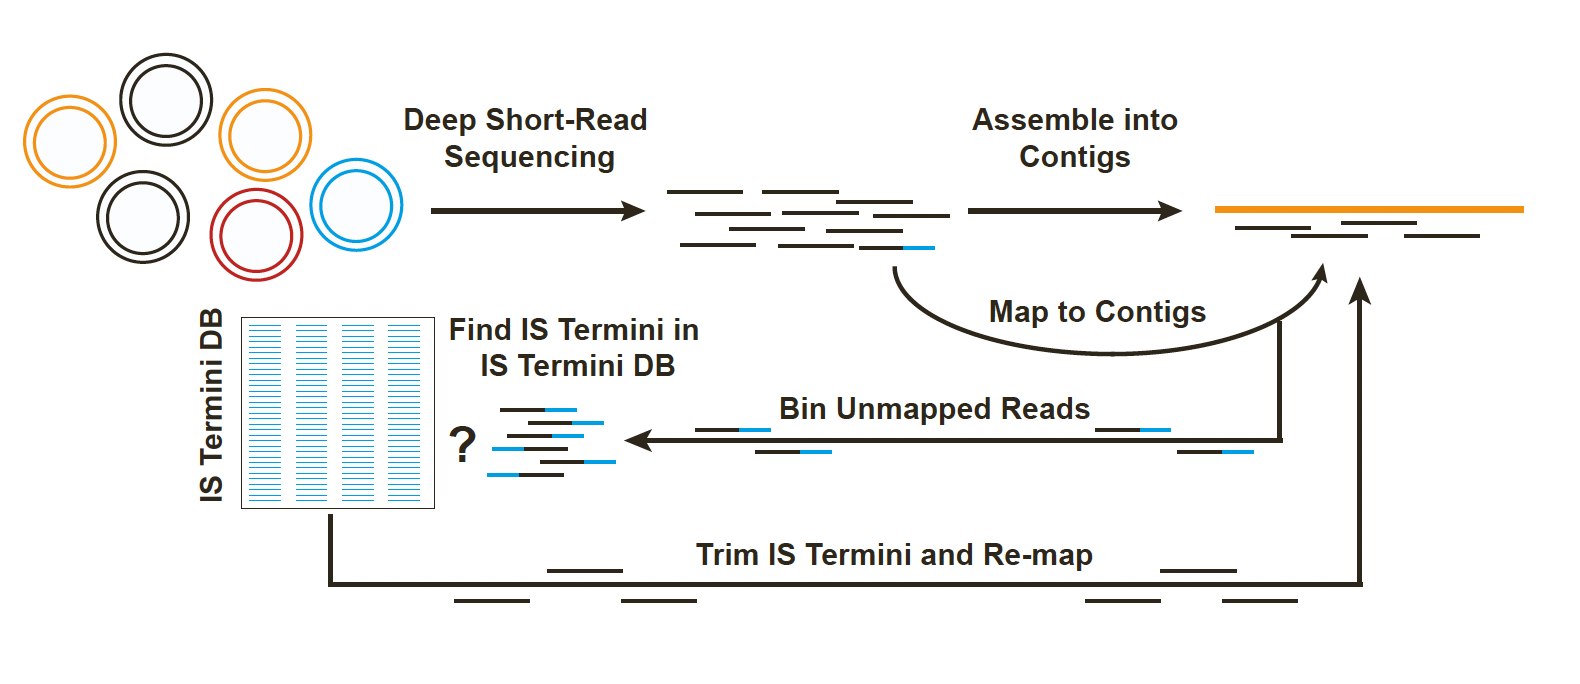 Deep Short-Read
Sequencing
Assemble into
Contigs
Map to Contigs
IS Termini DB
Find IS Termini in
IS Termini DB
?
Bin Unmapped Reads
Trim IS Termini and Re-map